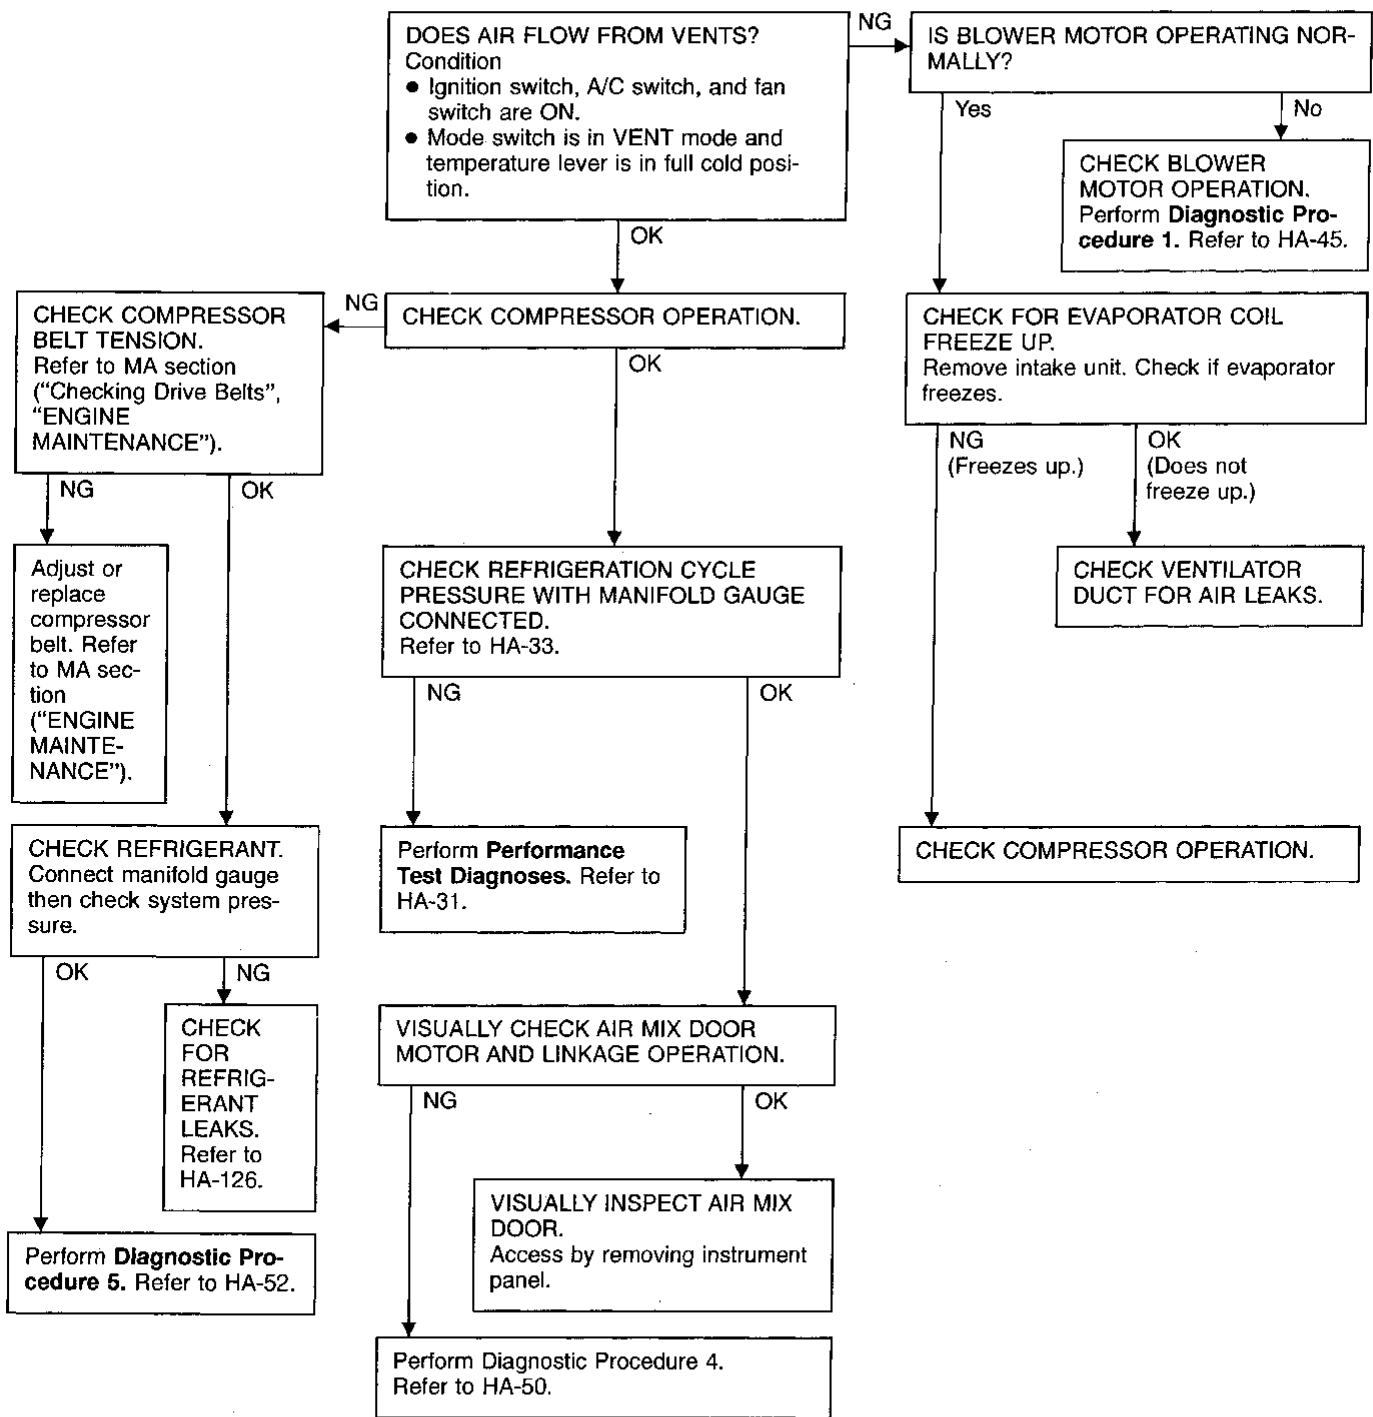 DOES AIR FLOW FROM VENTS?
Condition
● Ignition switch, A/C switch, and fan
switch are ON.
● Mode switch is in VENT mode and
temperature lever is in full cold posi-
tion.
NG
IS BLOWER MOTOR OPERATING NOR-
MALLY?
Yes
No
CHECK BLOWER
MOTOR OPERATION.
Perform Diagnostic Pro-
cedure 1. Refer to HA-45.
OK
CHECK COMPRESSOR OPERATION.
NG
CHECK COMPRESSOR
BELT TENSION.
Refer to MA section
(“Checking Drive Belts”,
“ENGINE
MAINTENANCE”).
OK
CHECK FOR EVAPORATOR COIL
FREEZE UP.
Remove intake unit. Check if evaporator
freezes.
NG
(Freezes up.)
OK
(Does not
freeze up.)
NG
OK
Adjust or
replace
compressor
belt. Refer
to MA sec-
tion
(“ENGINE
MAINTE-
NANCE”).
CHECK REFRIGERATION CYCLE
PRESSURE WITH MANIFOLD GAUGE
CONNECTED.
Refer to HA-33.
CHECK VENTILATOR
DUCT FOR AIR LEAKS.
NG
OK
CHECK REFRIGERANT.
Connect manifold gauge
then check system pres-
sure.
Perform Performance
Test Diagnoses. Refer to
HA-31.
CHECK COMPRESSOR OPERATION.
OK
NG
CHECK
FOR
REFRIG-
ERANT
LEAKS.
Refer to
HA-126.
VISUALLY CHECK AIR MIX DOOR
MOTOR AND LINKAGE OPERATION.
NG
OK
VISUALLY INSPECT AIR MIX
DOOR.
Access by removing instrument
panel.
Perform Diagnostic Pro-
cedure 5. Refer to HA-52.
Perform Diagnostic Procedure 4.
Refer to HA-50.